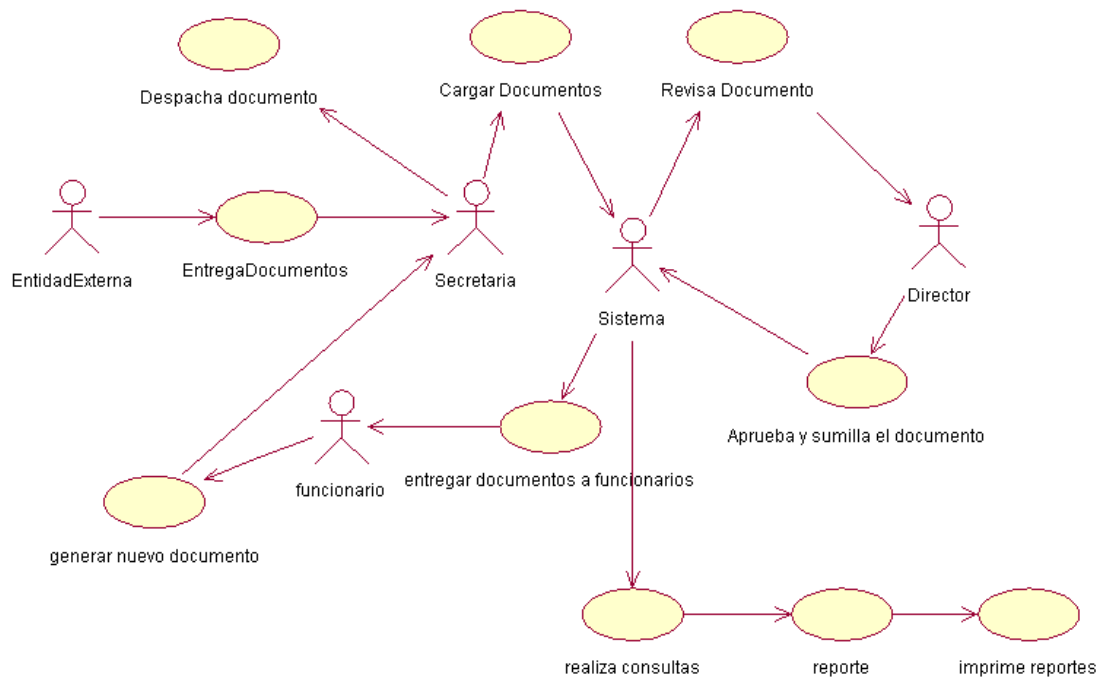 Despacha documento
Cargar Documentos
Revisa Documento
EntidadExterna
EntregaDocumentos
Secretaria
Sistema
Director
Aprueba y sumilla el documento
funcionario
entregar documentos a funcionarios
generar nuevo documento
realiza consultas
reporte
imprime reportes